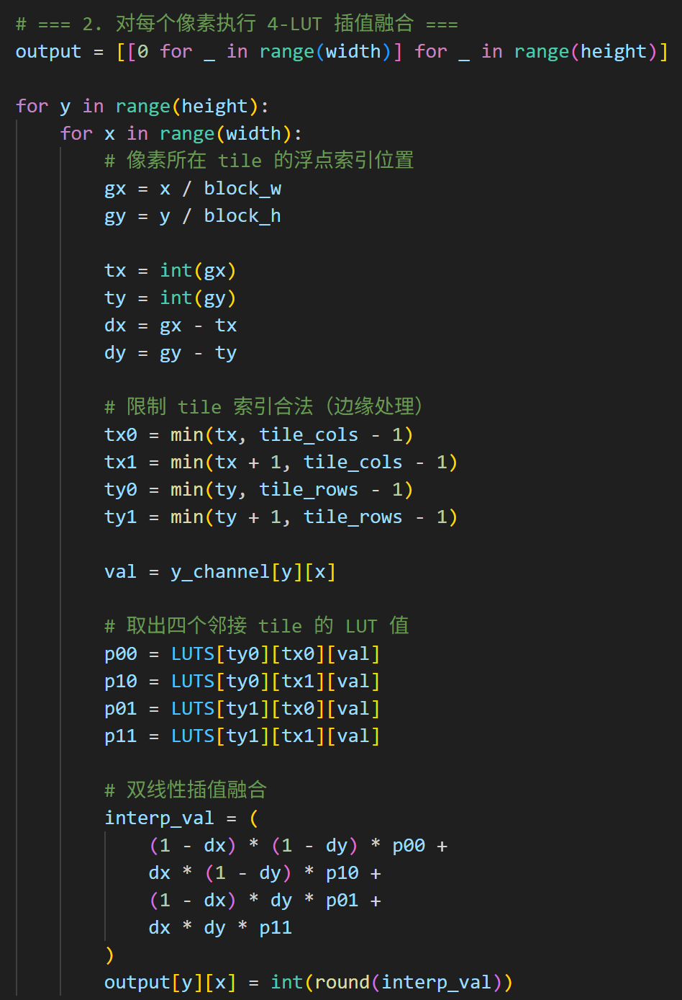 # === 2. 对每个像素执行 4-LUT 插值融合 ===
output = [[0 for _ in range(width)] for _ in range(height)]
for y in range(height):
    for x in range(width):
        # 像素所在 tile 的浮点索引位置
        gx = x / block_w
        gy = y / block_h
        tx = int(gx)
        ty = int(gy)
        dx = gx - tx
        dy = gy - ty
        # 限制 tile 索引合法（边缘处理）
        tx0 = min(tx, tile_cols - 1)
        tx1 = min(tx + 1, tile_cols - 1)
        ty0 = min(ty, tile_rows - 1)
        ty1 = min(ty + 1, tile_rows - 1)
        val = y_channel[y][x]
        # 取出四个邻接 tile 的 LUT 值
        p00 = LUTS[ty0][tx0][val]
        p10 = LUTS[ty0][tx1][val]
        p01 = LUTS[ty1][tx0][val]
        p11 = LUTS[ty1][tx1][val]
        # 双线性插值融合
        interp_val = (
            (1 - dx) * (1 - dy) * p00 +
            dx * (1 - dy) * p10 +
            (1 - dx) * dy * p01 +
            dx * dy * p11
        )
        output[y][x] = int(round(interp_val))